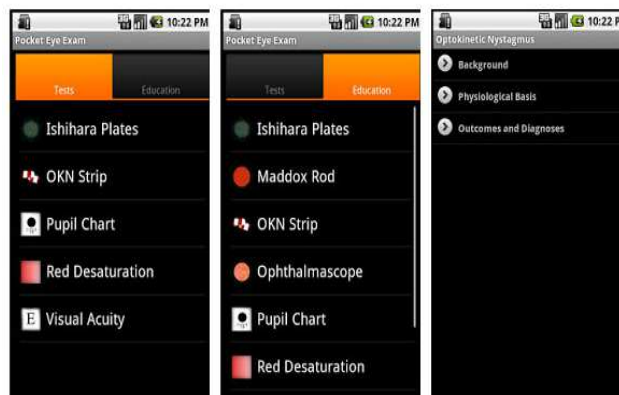 10:22 PM
Pocket Eye Exam
Tests
Education
Ishihara Plates
OKN Strip
Pupil Chart
Red Desaturation
E
Visual Acuity
10:22 PM
Pocket Eye Exam
Tests
Education
Ishihara Plates
Maddox Rod
OKN Strip
Ophthalmascope
Pupil Chart
Red Desaturation
10:22 P
Optokinetic Nystagmus
Background
Physiological Basis
Outcomes and Diagnoses